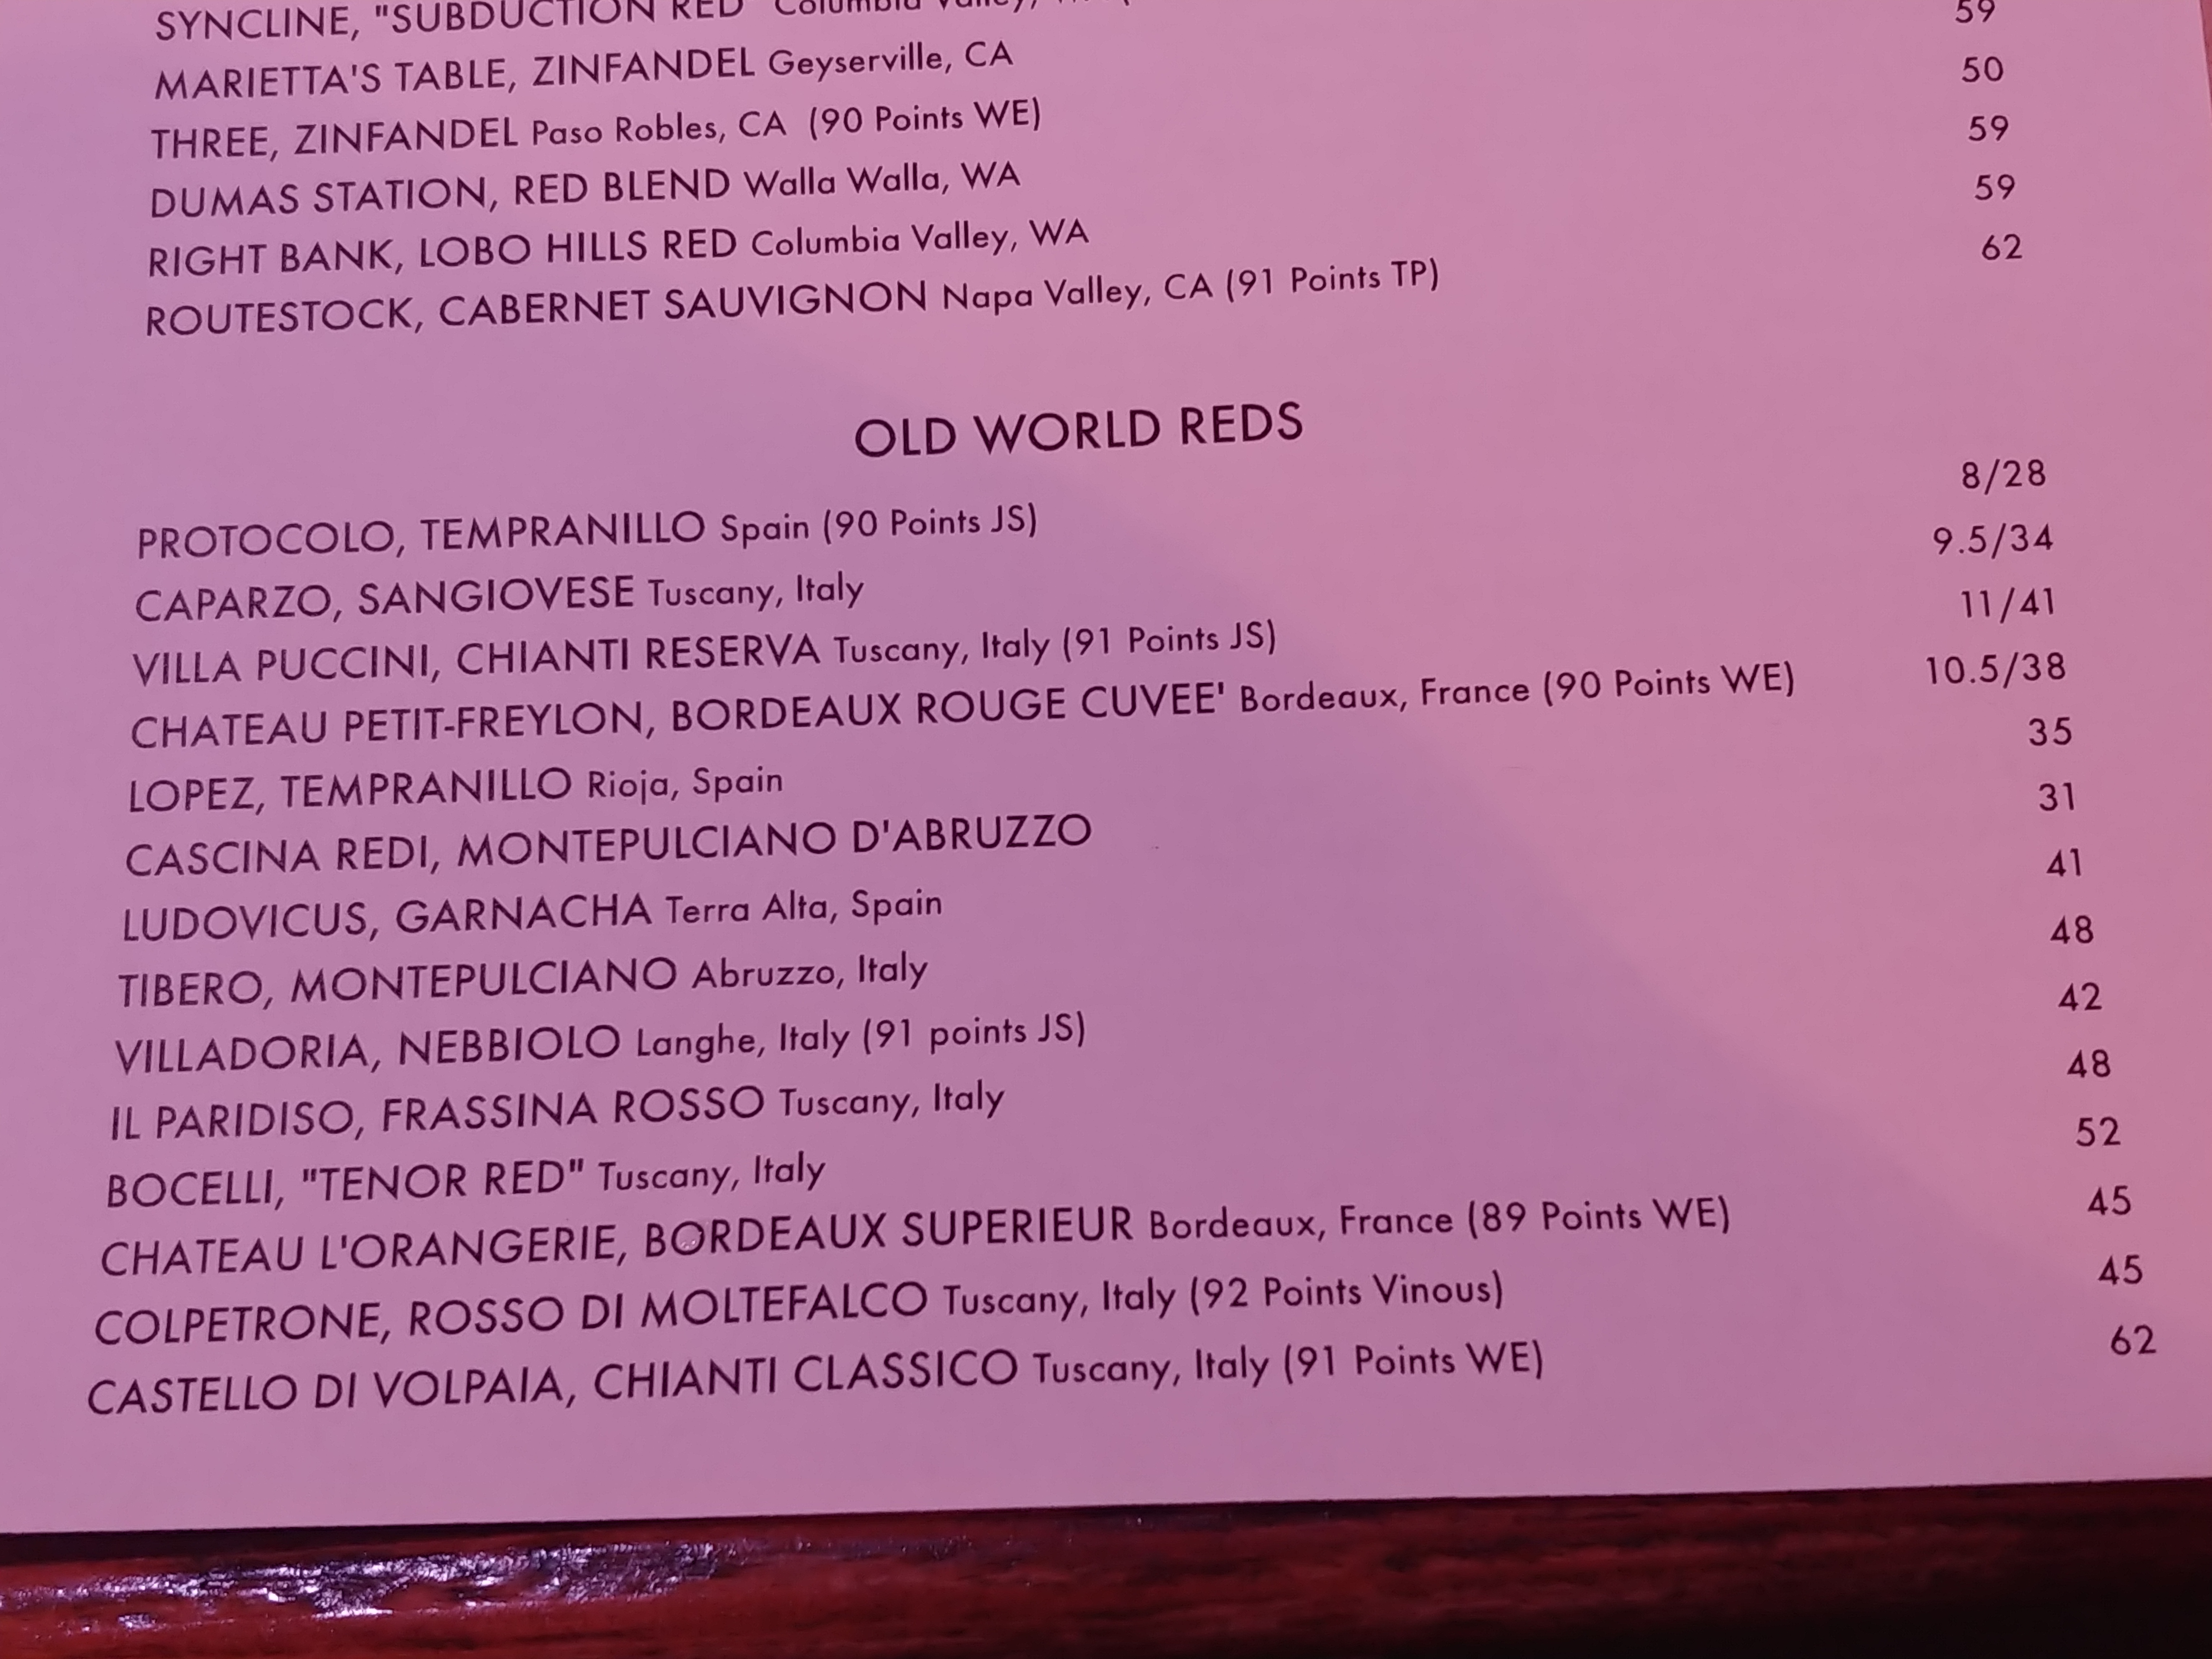 SYNCLINE, "SUBDUCTION RED" Columbia Valley,
MARIETTA'S TABLE, ZINFANDEL Geyserville, CA 59
THREE, ZINFANDEL Paso Robles, CA (90 Points WE) 50
DUMAS STATION, RED BLEND Walla Walla, WA 59
RIGHT BANK, LOBO HILLS RED Columbia Valley, WA 59
ROUTESTOCK, CABERNET SAUVIGNON Napa Valley, CA (91 Points TP) 62
OLD WORLD REDS
PROTOCOLO, TEMPRANILLO Spain (90 Points JS) 8/28
CAPARZO, SANGIOVESE Tuscany, Italy 9.5/34
VILLA PUCCINI, CHIANTI RESERVA Tuscany, Italy (91 Points JS) 11/41
CHATEAU PETIT-FREYLON, BORDEAUX ROUGE CUVEE' Bordeaux, France (90 Points WE) 10.5/38
LOPEZ, TEMPRANILLO Rioja, Spain 35
CASCINA REDI, MONTEPULCIANO D'ABRUZZO 31
LUDOVICUS, GARNACHA Terra Alta, Spain 41
TIBERO, MONTEPULCIANO Abruzzo, Italy 48
VILLADORIA, NEBBIOLO Langhe, Italy (91 points JS) 42
IL PARIDISO, FRASSINA ROSSO Tuscany, Italy 48
BOCELLI, "TENOR RED" Tuscany, Italy 52
CHATEAU L'ORANGERIE, BORDEAUX SUPERIEUR Bordeaux, France (89 Points WE) 45
COLPETRONE, ROSSO DI MOLTEFALCO Tuscany, Italy (92 Points Vinous) 45
CASTELLO DI VOLPAIA, CHIANTI CLASSICO Tuscany, Italy (91 Points WE) 62